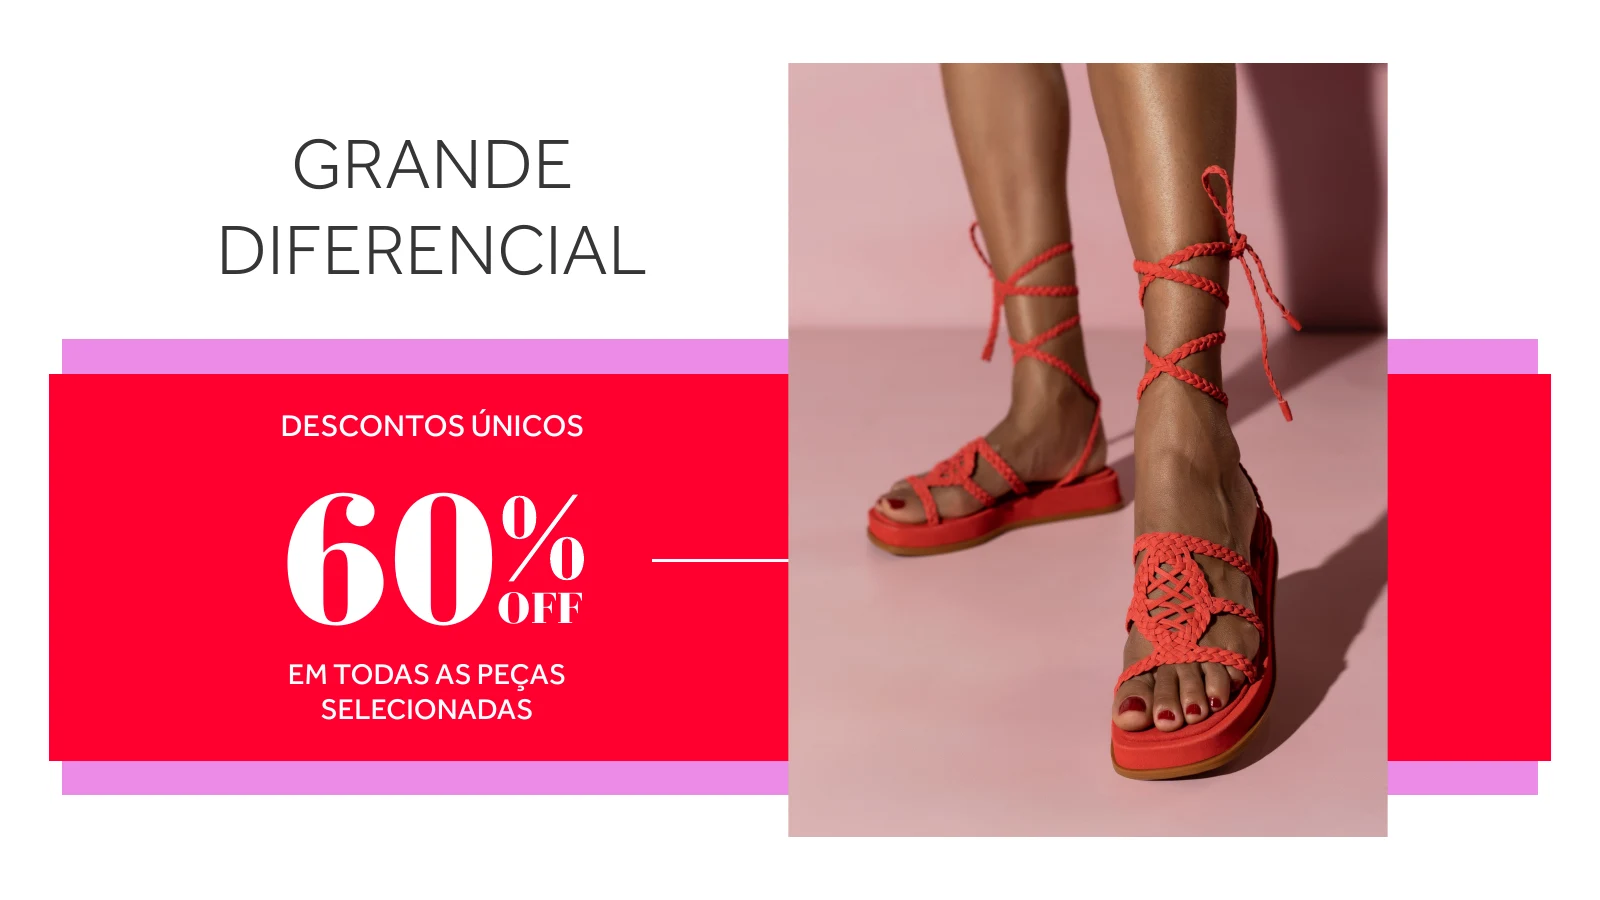 GRANDE
DIFERENCIAL
DESCONTOS ÚNICOS
60%
OFF
EM TODAS AS PEÇAS
SELECIONADAS